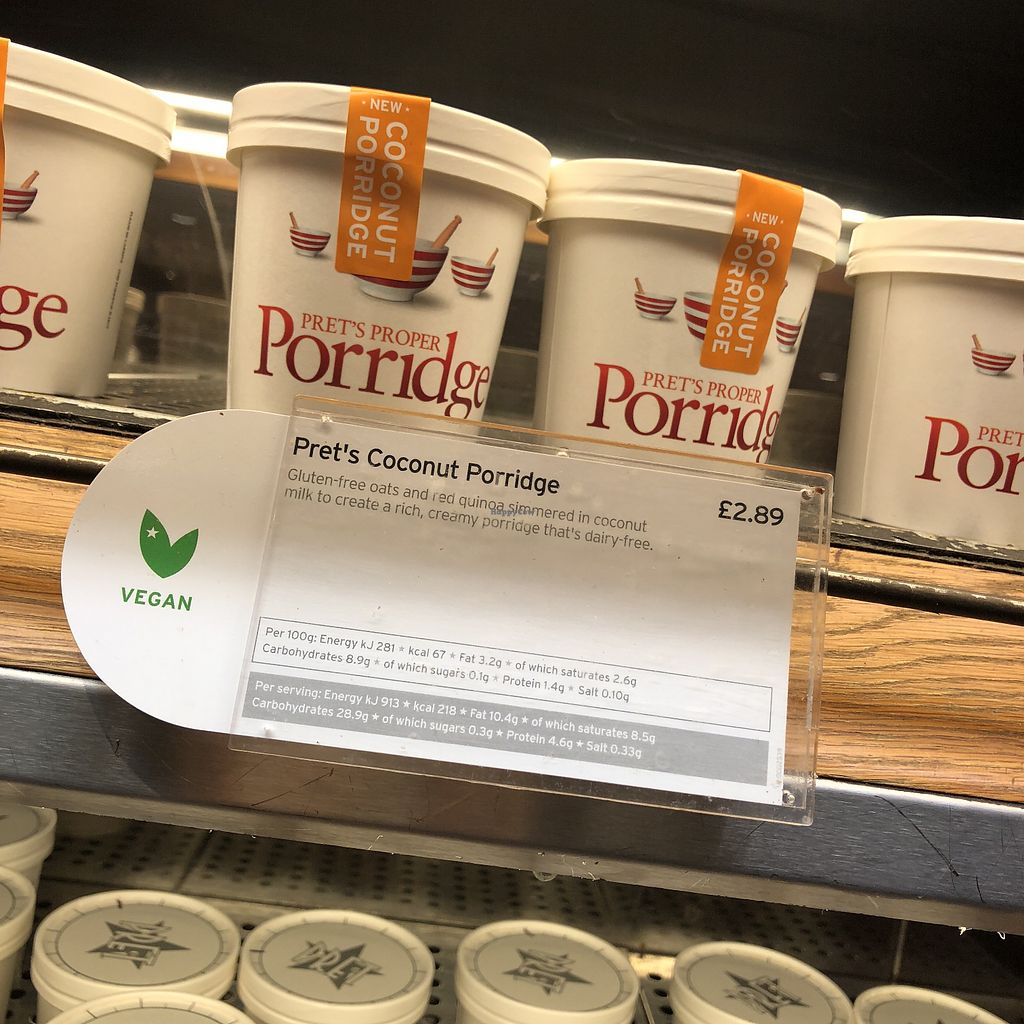 NEW
COCONUT
PORRIDGE
NEW
COCONUT
PORRIDGE
ge
PRET'S PROPER
Porridge
PRET'S PROPER
Porridg
PRET
Por
Pret's Coconut Porridge
£2.89
Gluten-free oats and red quinoa simmered in coconut
milk to create a rich, creamy porridge that's dairy-free.
HappyCow
VEGAN
Per 100g: Energy kJ 281 ★ kcal 67 ★ Fat 3.2g ★ of which saturates 2.6g
Carbohydrates 8.9g ★ of which sugars 0.1g ★ Protein 1.4g ★ Salt 0.10g
Per serving: Energy kJ 913 ★ kcal 218 ★ Fat 10.4g ★ of which saturates 8.5g
Carbohydrates 28.9g ★ of which sugars 0.3g ★ Protein 4.6g ★ Salt 0.33g
PRET
PRET
PRET
PRET